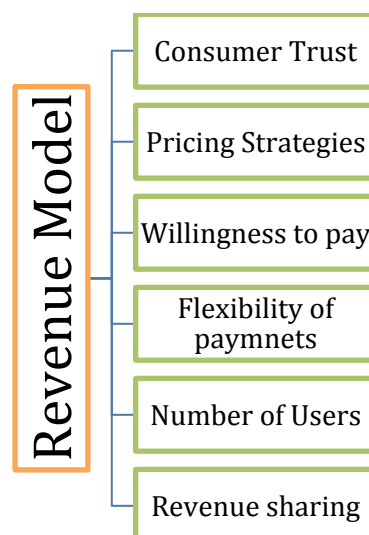 Revenue Model
Consumer Trust
Pricing Strategies
Willingness to pay
Flexibility of
paymnets
Number of Users
Revenue sharing